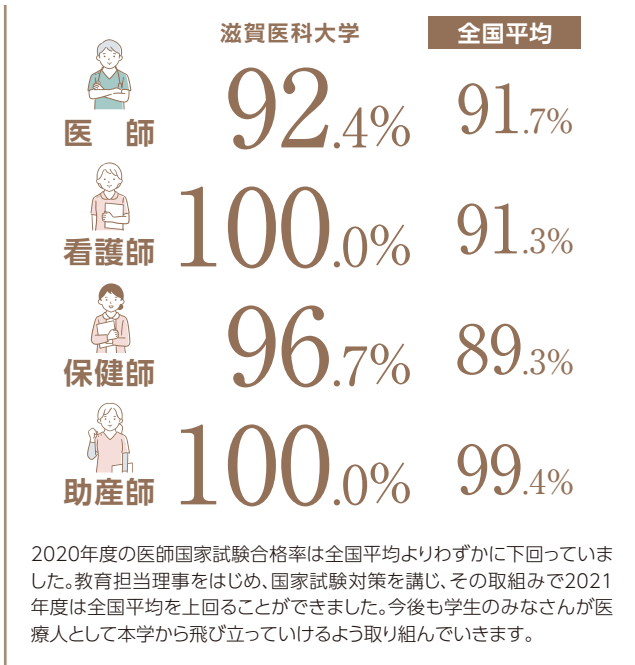 滋賀医科大学 全国平均
医 師 92.4% 91.7%
看護師 100.0% 91.3%
保健師 96.7% 89.3%
助産師 100.0% 99.4%
2020年度の医師国家試験合格率は全国平均よりわずかに下回っていま
した。教育担当理事をはじめ、国家試験対策を講じ、その取組みで2021
年度は全国平均を上回ることができました。今後も学生のみなさんが医
療人として本学から飛び立っていけるよう取り組んでいきます。